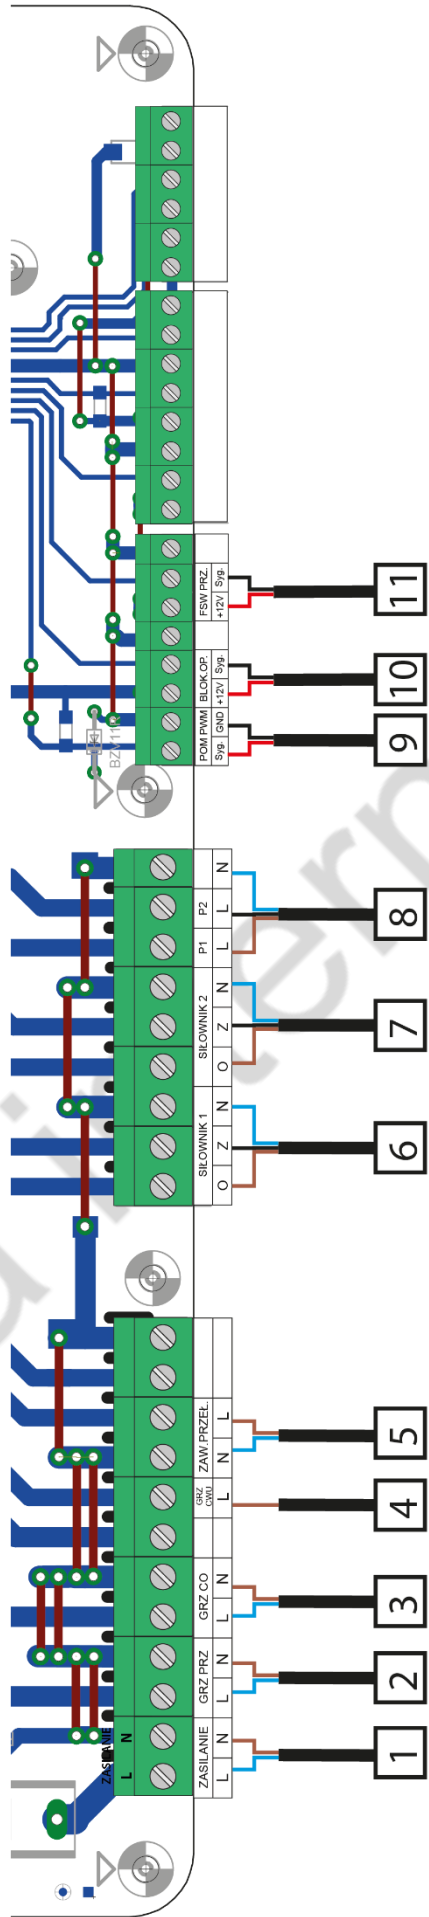 ZASILANIE
L N
ZASILANIE
L N
GRZ PRZ
L N
GRZ CO
L N
GRZ
CWU
L
ZAW.PRZEŁ.
N L
SIŁOWNIK 1
O Z N
SIŁOWNIK 2
O Z N
P1 P2
L L N
POM PWM
Syg. GND
BLOK.OP.
+12V Syg.
FSW PRZ.
+12V Syg.
1 2 3 4 5 6 7 8 9 10 11